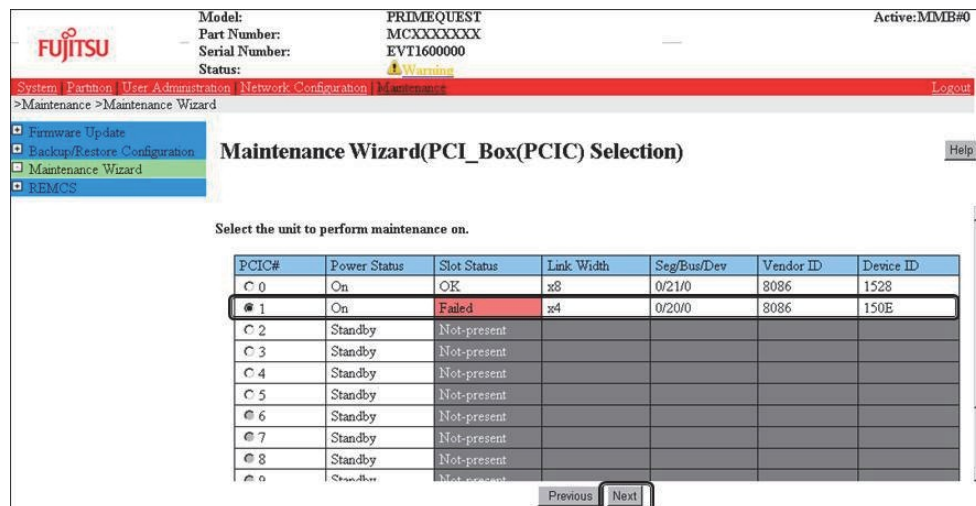 FUJITSU
Model: PRIMEQUEST Active:MMB#0
Part Number: MCXXXXXXX
Serial Number: EVT1600000
Status: Warning
System | Partition | User Administration | Network Configuration | Maintenance Logout
>Maintenance >Maintenance Wizard
Firmware Update
Backup/Restore Configuration
Maintenance Wizard
REMCS
Maintenance Wizard(PCI_Box(PCIC) Selection)
Help
Select the unit to perform maintenance on.
PCIC# Power Status Slot Status Link Width Seg/Bus/Dev Vendor ID Device ID
0 On OK x8 0/21/0 8086 1528
1 On Failed x4 0/20/0 8086 150E
2 Standby Not-present
3 Standby Not-present
4 Standby Not-present
5 Standby Not-present
6 Standby Not-present
7 Standby Not-present
8 Standby Not-present
9 Standby Not-present
Previous Next